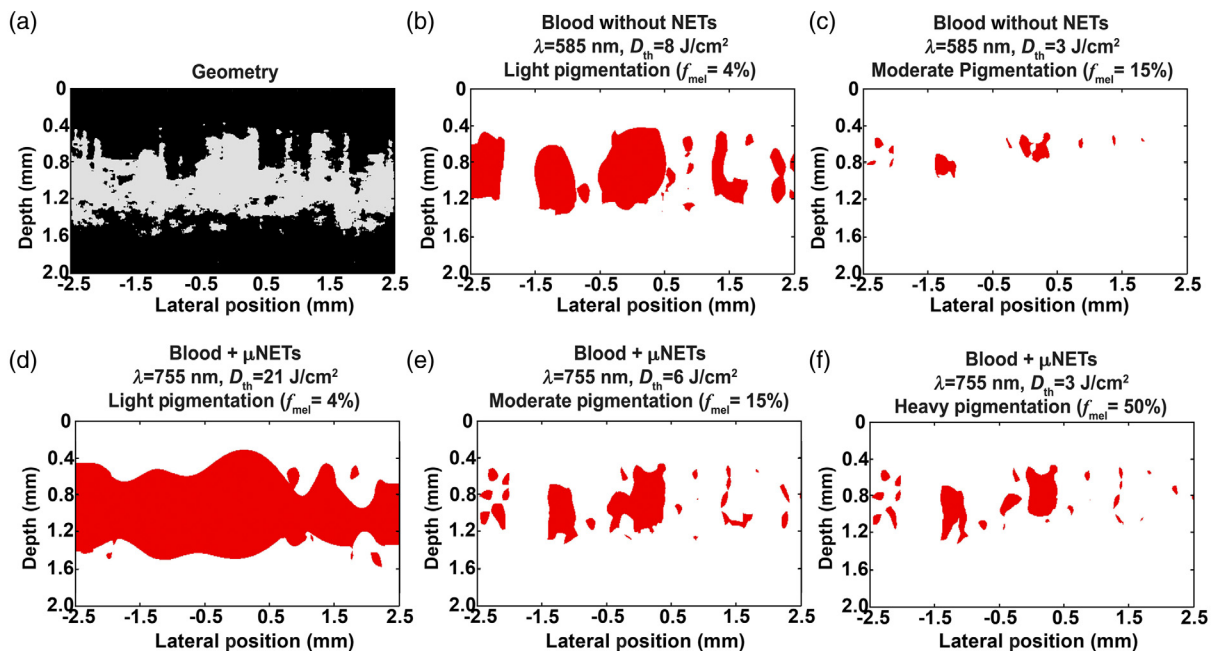 (a)
Geometry
0
0.4
0.8
1.2
1.6
2.0
Depth (mm)
-2.5 -1.5 -0.5 0.5 1.5 2.5
Lateral position (mm)
(b)
Blood without NETs
λ=585 nm, Dth=8 J/cm²
Light pigmentation (fmel= 4%)
0
0.4
0.8
1.2
1.6
2.0
Depth (mm)
-2.5 -1.5 -0.5 0.5 1.5 2.5
Lateral position (mm)
(c)
Blood without NETs
λ=585 nm, Dth=3 J/cm²
Moderate Pigmentation (fmel= 15%)
0
0.4
0.8
1.2
1.6
2.0
Depth (mm)
-2.5 -1.5 -0.5 0.5 1.5 2.5
Lateral position (mm)
(d)
Blood + μNETs
λ=755 nm, Dth=21 J/cm²
Light pigmentation (fmel= 4%)
0
0.4
0.8
1.2
1.6
2.0
Depth (mm)
-2.5 -1.5 -0.5 0.5 1.5 2.5
Lateral position (mm)
(e)
Blood + μNETs
λ=755 nm, Dth=6 J/cm²
Moderate pigmentation (fmel= 15%)
0
0.4
0.8
1.2
1.6
2.0
Depth (mm)
-2.5 -1.5 -0.5 0.5 1.5 2.5
Lateral position (mm)
(f)
Blood + μNETs
λ=755 nm, Dth=3 J/cm²
Heavy pigmentation (fmel= 50%)
0
0.4
0.8
1.2
1.6
2.0
Depth (mm)
-2.5 -1.5 -0.5 0.5 1.5 2.5
Lateral position (mm)